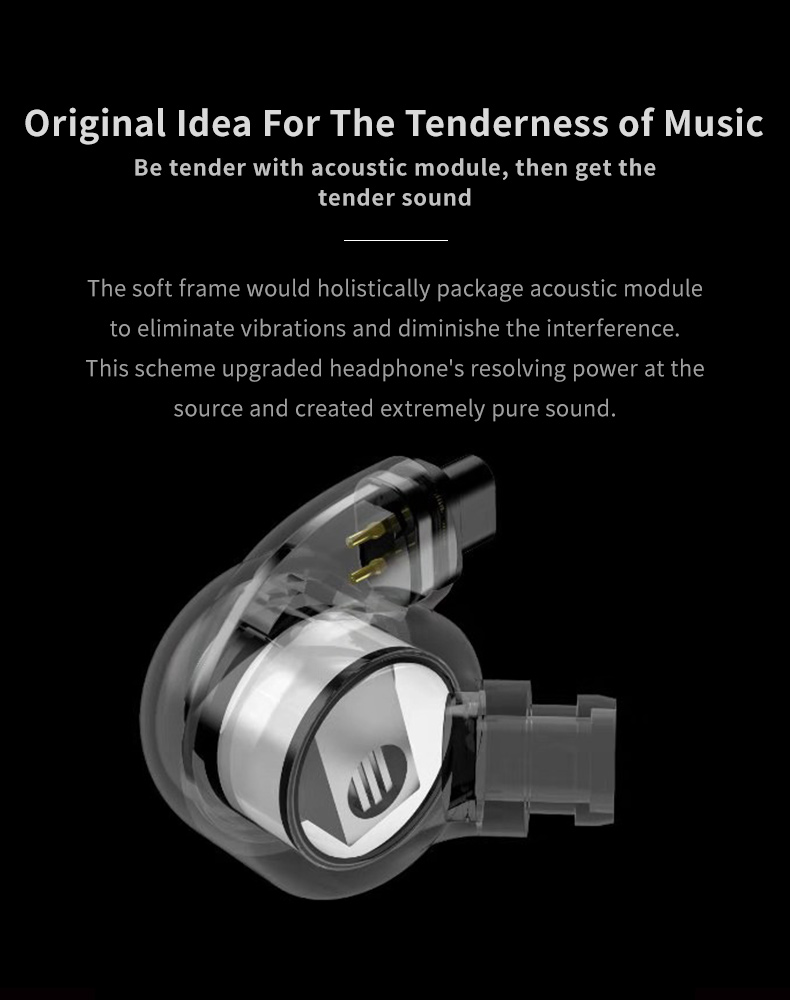 Original Idea For The Tenderness of Music
Be tender with acoustic module, then get the
tender sound
The soft frame would holistically package acoustic module
to eliminate vibrations and diminishe the interference.
This scheme upgraded headphone's resolving power at the
source and created extremely pure sound.